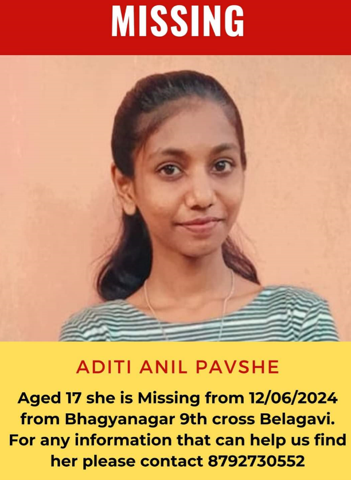 MISSING
ADITI ANIL PAVSHE
Aged 17 she is Missing from 12/06/2024
from Bhagyanagar 9th cross Belagavi.
For any information that can help us find
her please contact 8792730552